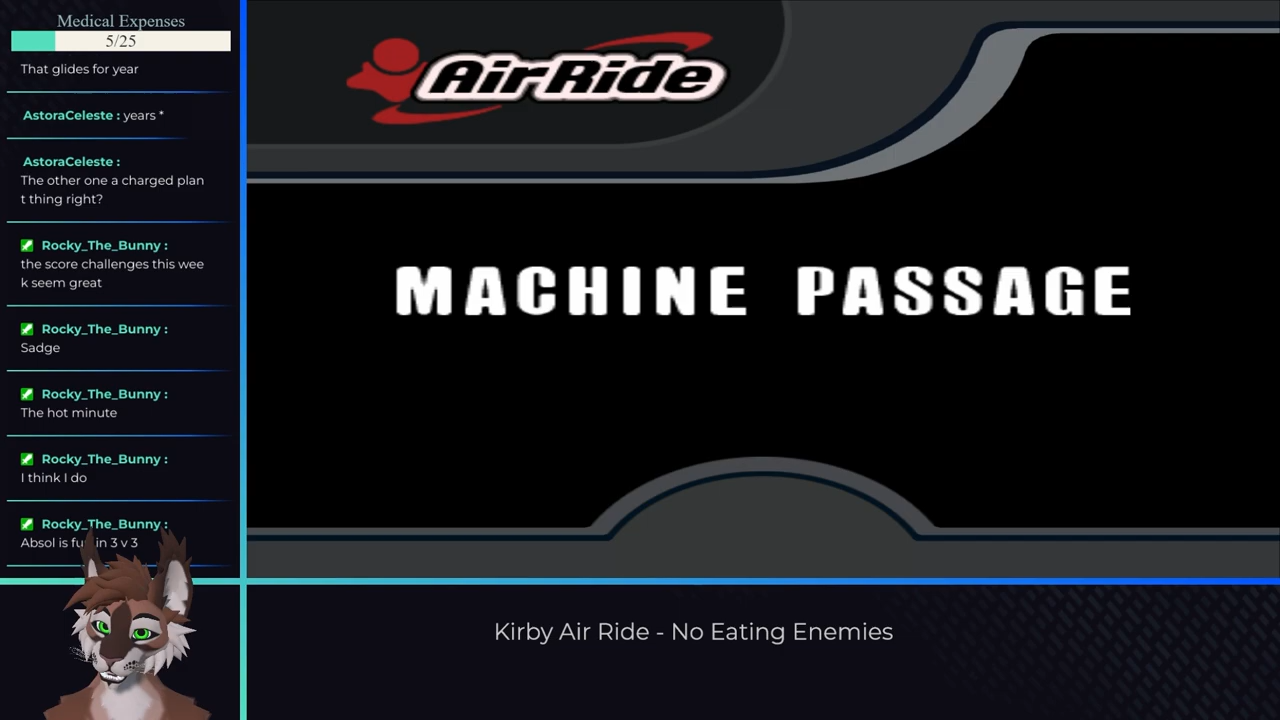 Medical Expenses
5/25
That glides for year
AstoraCeleste : years *
AstoraCeleste :
The other one a charged plan
t thing right?
Rocky_The_Bunny :
the score challenges this wee
k seem great
Rocky_The_Bunny :
Sadge
Rocky_The_Bunny :
The hot minute
Rocky_The_Bunny :
I think I do
Rocky_The_Bunny :
Absol is fun in 3 v 3
AirRide
MACHINE PASSAGE
Kirby Air Ride - No Eating Enemies